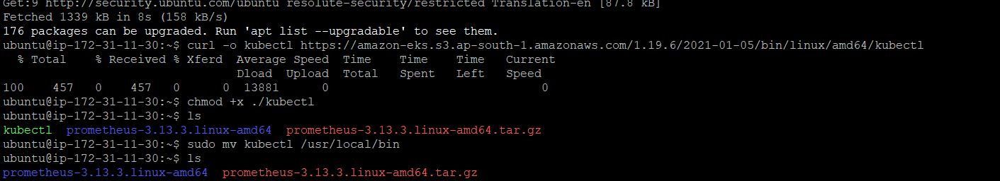 Get:9 http://security.ubuntu.com/ubuntu resolute-security/restricted Translation-en [87.8 kB]
Fetched 1339 kB in 8s (158 kB/s)
176 packages can be upgraded. Run 'apt list --upgradable' to see them.
ubuntu@ip-172-31-11-30:~$ curl -o kubectl https://amazon-eks.s3.ap-south-1.amazonaws.com/1.19.6/2021-01-05/bin/linux/amd64/kubectl
% Total % Received % Xferd Average Speed Time Time Time Current
Dload Upload Total Spent Left Speed
100 457 0 457 0 0 13881 0 0
ubuntu@ip-172-31-11-30:~$ chmod +x ./kubectl
ubuntu@ip-172-31-11-30:~$ ls
kubectl prometheus-3.13.3.linux-amd64 prometheus-3.13.3.linux-amd64.tar.gz
ubuntu@ip-172-31-11-30:~$ sudo mv kubectl /usr/local/bin
ubuntu@ip-172-31-11-30:~$ ls
prometheus-3.13.3.linux-amd64 prometheus-3.13.3.linux-amd64.tar.gz